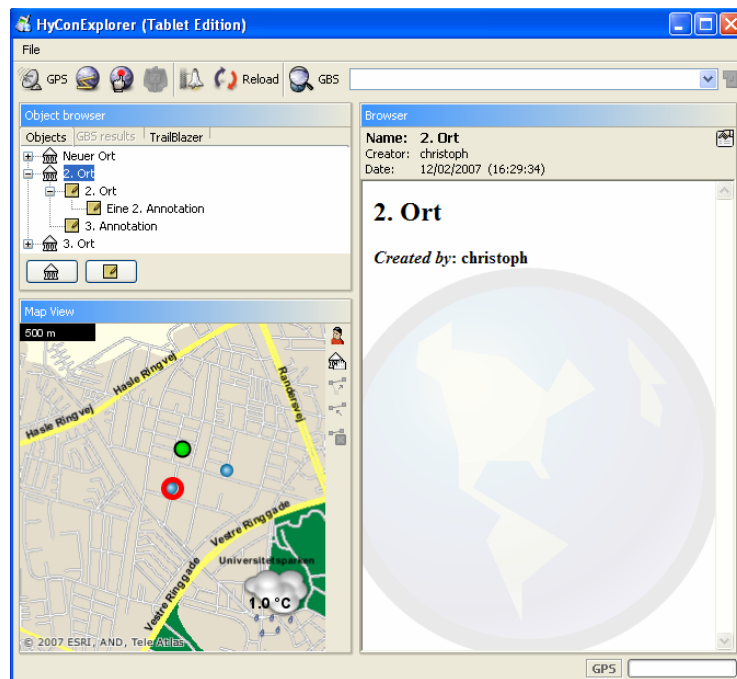 HyConExplorer (Tablet Edition)
File
GPS
Reload
GBS
Object browser
Objects GBS results TrailBlazer
Neuer Ort
2. Ort
2. Ort
Eine 2. Annotation
3. Annotation
3. Ort
Map View
500 m
Hasle Ringvej
Randersvej
Hasle Ringvej
Vestre Ringgade
Universitetsparken
Vestre Ringgade
1.0 °C
© 2007 ESRI, AND, Tele Atlas
Browser
Name: 2. Ort
Creator: christoph
Date: 12/02/2007 (16:29:34)
2. Ort
Created by: christoph
GPS